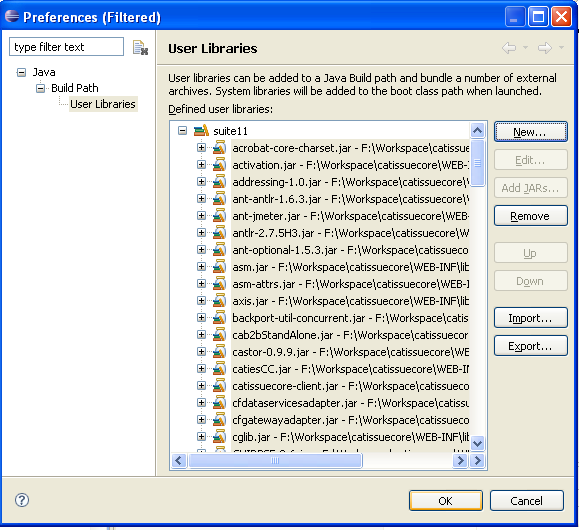 Preferences (Filtered)
type filter text
Java
Build Path
User Libraries
User Libraries
User libraries can be added to a Java Build path and bundle a number of external
archives. System libraries will be added to the boot class path when launched.
Defined user libraries:
suite11
acrobat-core-charset.jar - F:\Workspace\catissue
activation.jar - F:\Workspace\catissuecore\WEB-I
addressing-1.0.jar - F:\Workspace\catissuecore\
ant-antlr-1.6.3.jar - F:\Workspace\catissuecore\
ant-jmeter.jar - F:\Workspace\catissuecore\WEB-
antlr-2.7.5H3.jar - F:\Workspace\catissuecore\W
ant-optional-1.5.3.jar - F:\Workspace\catissueco
asm.jar - F:\Workspace\catissuecore\WEB-INF\lib
asm-attrs.jar - F:\Workspace\catissuecore\WEB-I
axis.jar - F:\Workspace\catissuecore\WEB-INF\lib
backport-util-concurrent.jar - F:\Workspace\catis
cab2bStandAlone.jar - F:\Workspace\catissuecor
castor-0.9.9.jar - F:\Workspace\catissuecore\WE
catiesCC.jar - F:\Workspace\catissuecore\WEB-IN
catissuecore-client.jar - F:\Workspace\catissueco
cfdataservicesadapter.jar - F:\Workspace\catissu
cfgatewayadapter.jar - F:\Workspace\catissuecor
cglib.jar - F:\Workspace\catissuecore\WEB-INF\lib
New...
Edit...
Add JARs...
Remove
Up
Down
Import...
Export...
OK
Cancel